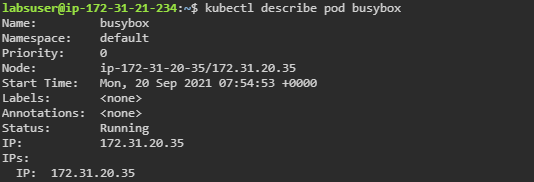 labsuser@ip-172-31-21-234:~$ kubectl describe pod busybox
Name:         busybox
Namespace:    default
Priority:     0
Node:         ip-172-31-20-35/172.31.20.35
Start Time:   Mon, 20 Sep 2021 07:54:53 +0000
Labels:       <none>
Annotations:  <none>
Status:       Running
IP:           172.31.20.35
IPs:
  IP:  172.31.20.35